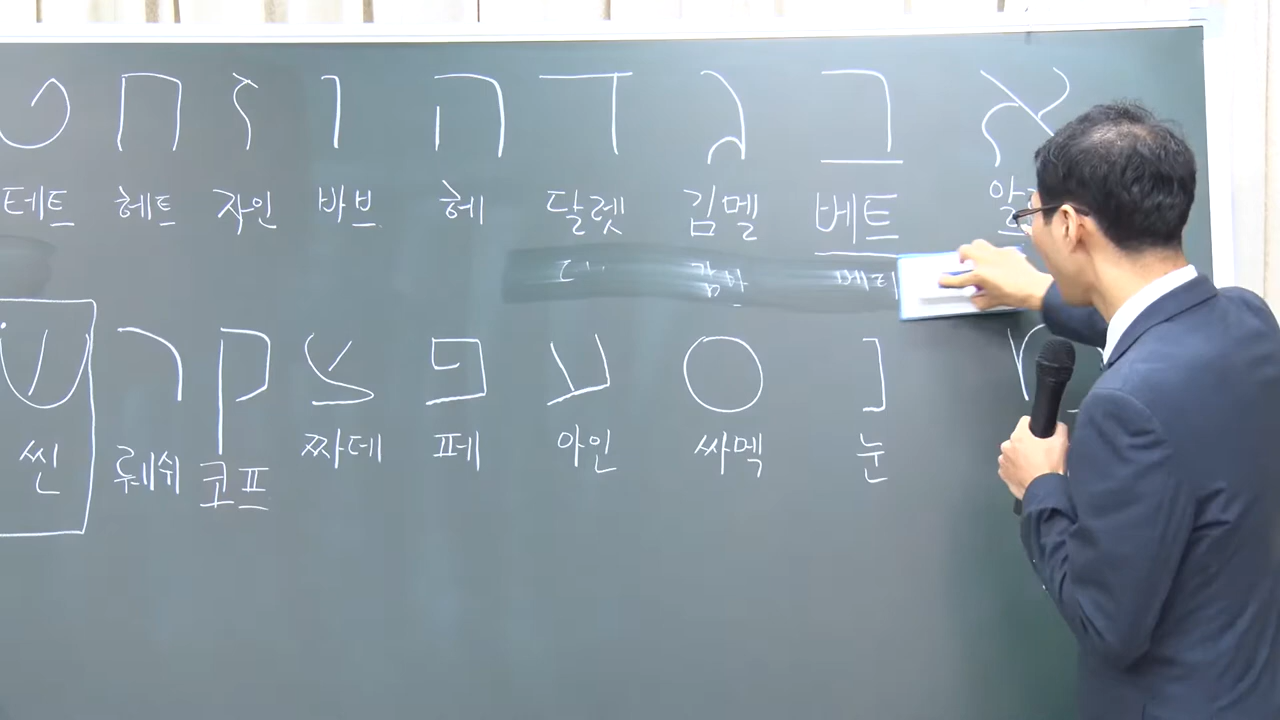 א ב ג ד ה ו ז ח ט
베트 김멜 달렛 헤 바브 자인 헤트 테트
נ ס ע פ צ ק ר ש
눈 싸멕 아인 페 짜데 코프 뤠쉬 씬